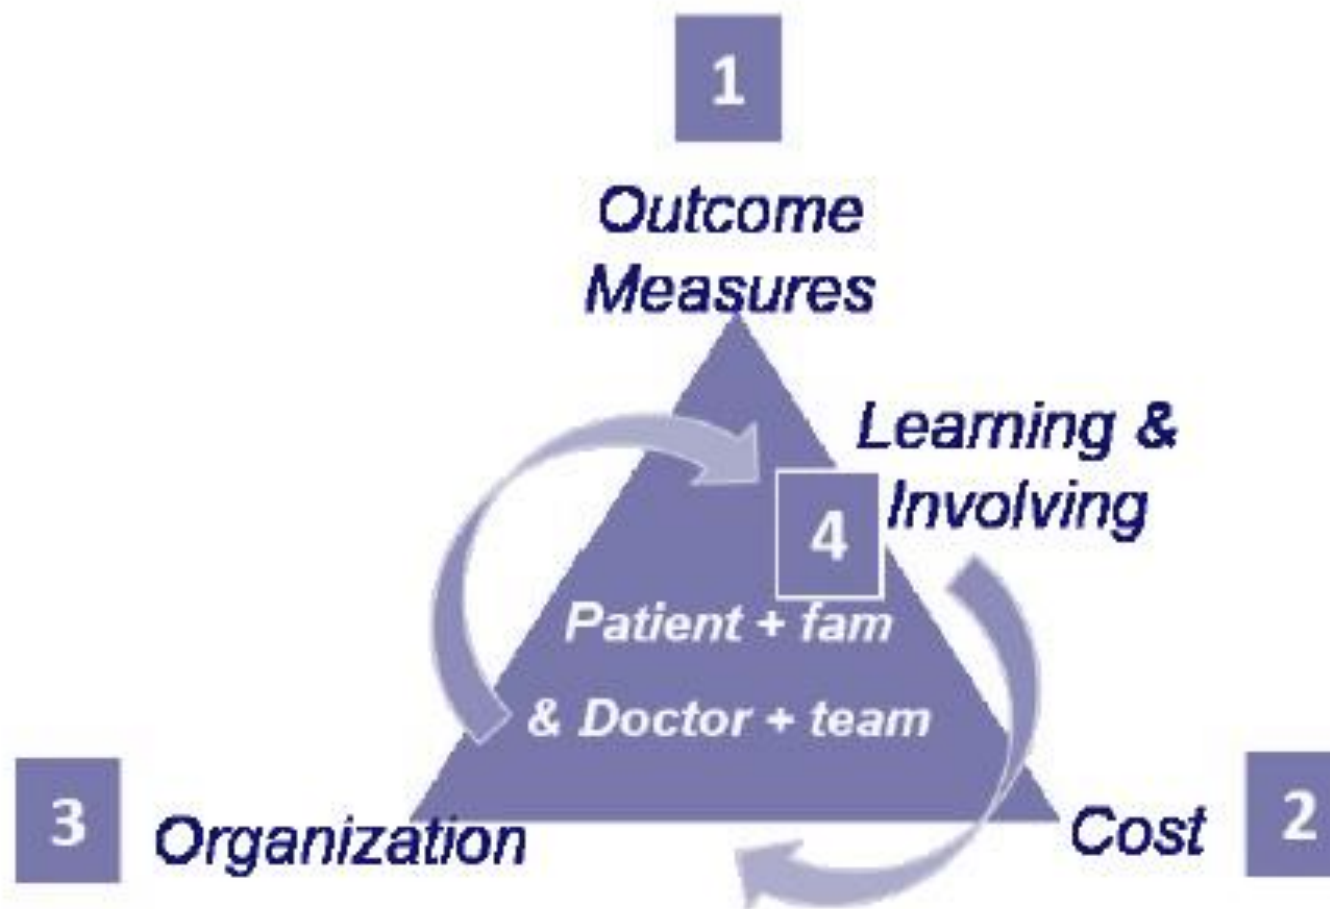 1
Outcome
Measures
Learning &
Involving
4
Patient + fam
& Doctor + team
3
Organization
Cost
2